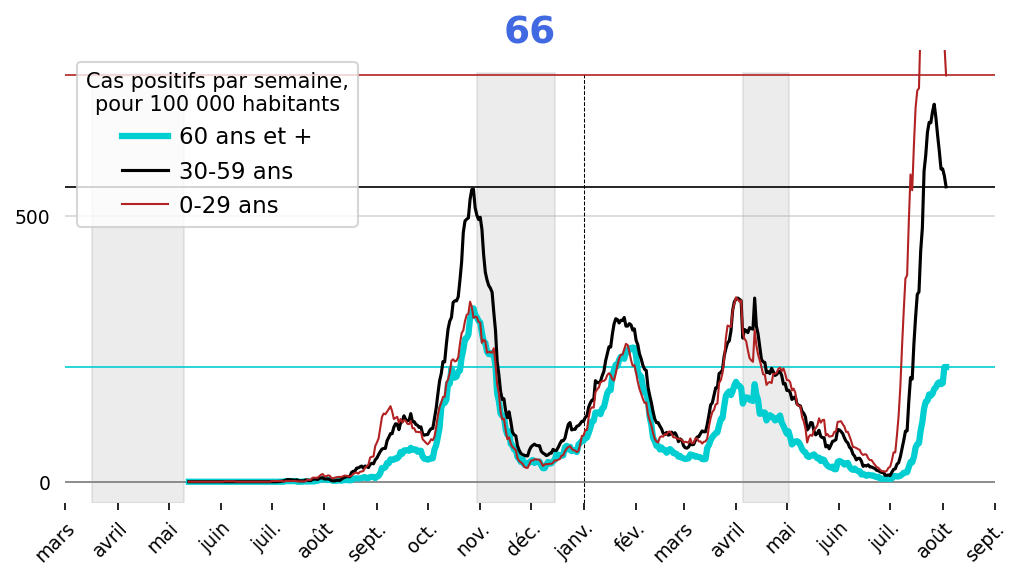 66
Cas positifs par semaine,
pour 100 000 habitants
60 ans et +
30-59 ans
0-29 ans
500
0
mars
avril
mai
juin
juil.
août
sept.
oct.
nov.
déc.
janv.
fév.
mars
avril
mai
juin
juil.
août
sept.